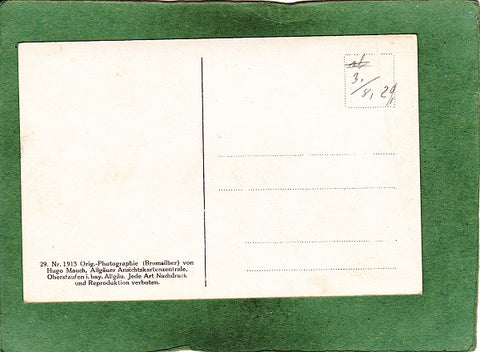 3.
8, 29
29. Nr. 1913 Orig.-Photographie (Bromsilber) von
Hugo Mauch, Allgäuer Ansichtskartenzentrale,
Oberstaufen i. bay. Allgäu. Jede Art Nachdruck
und Reproduktion verboten.